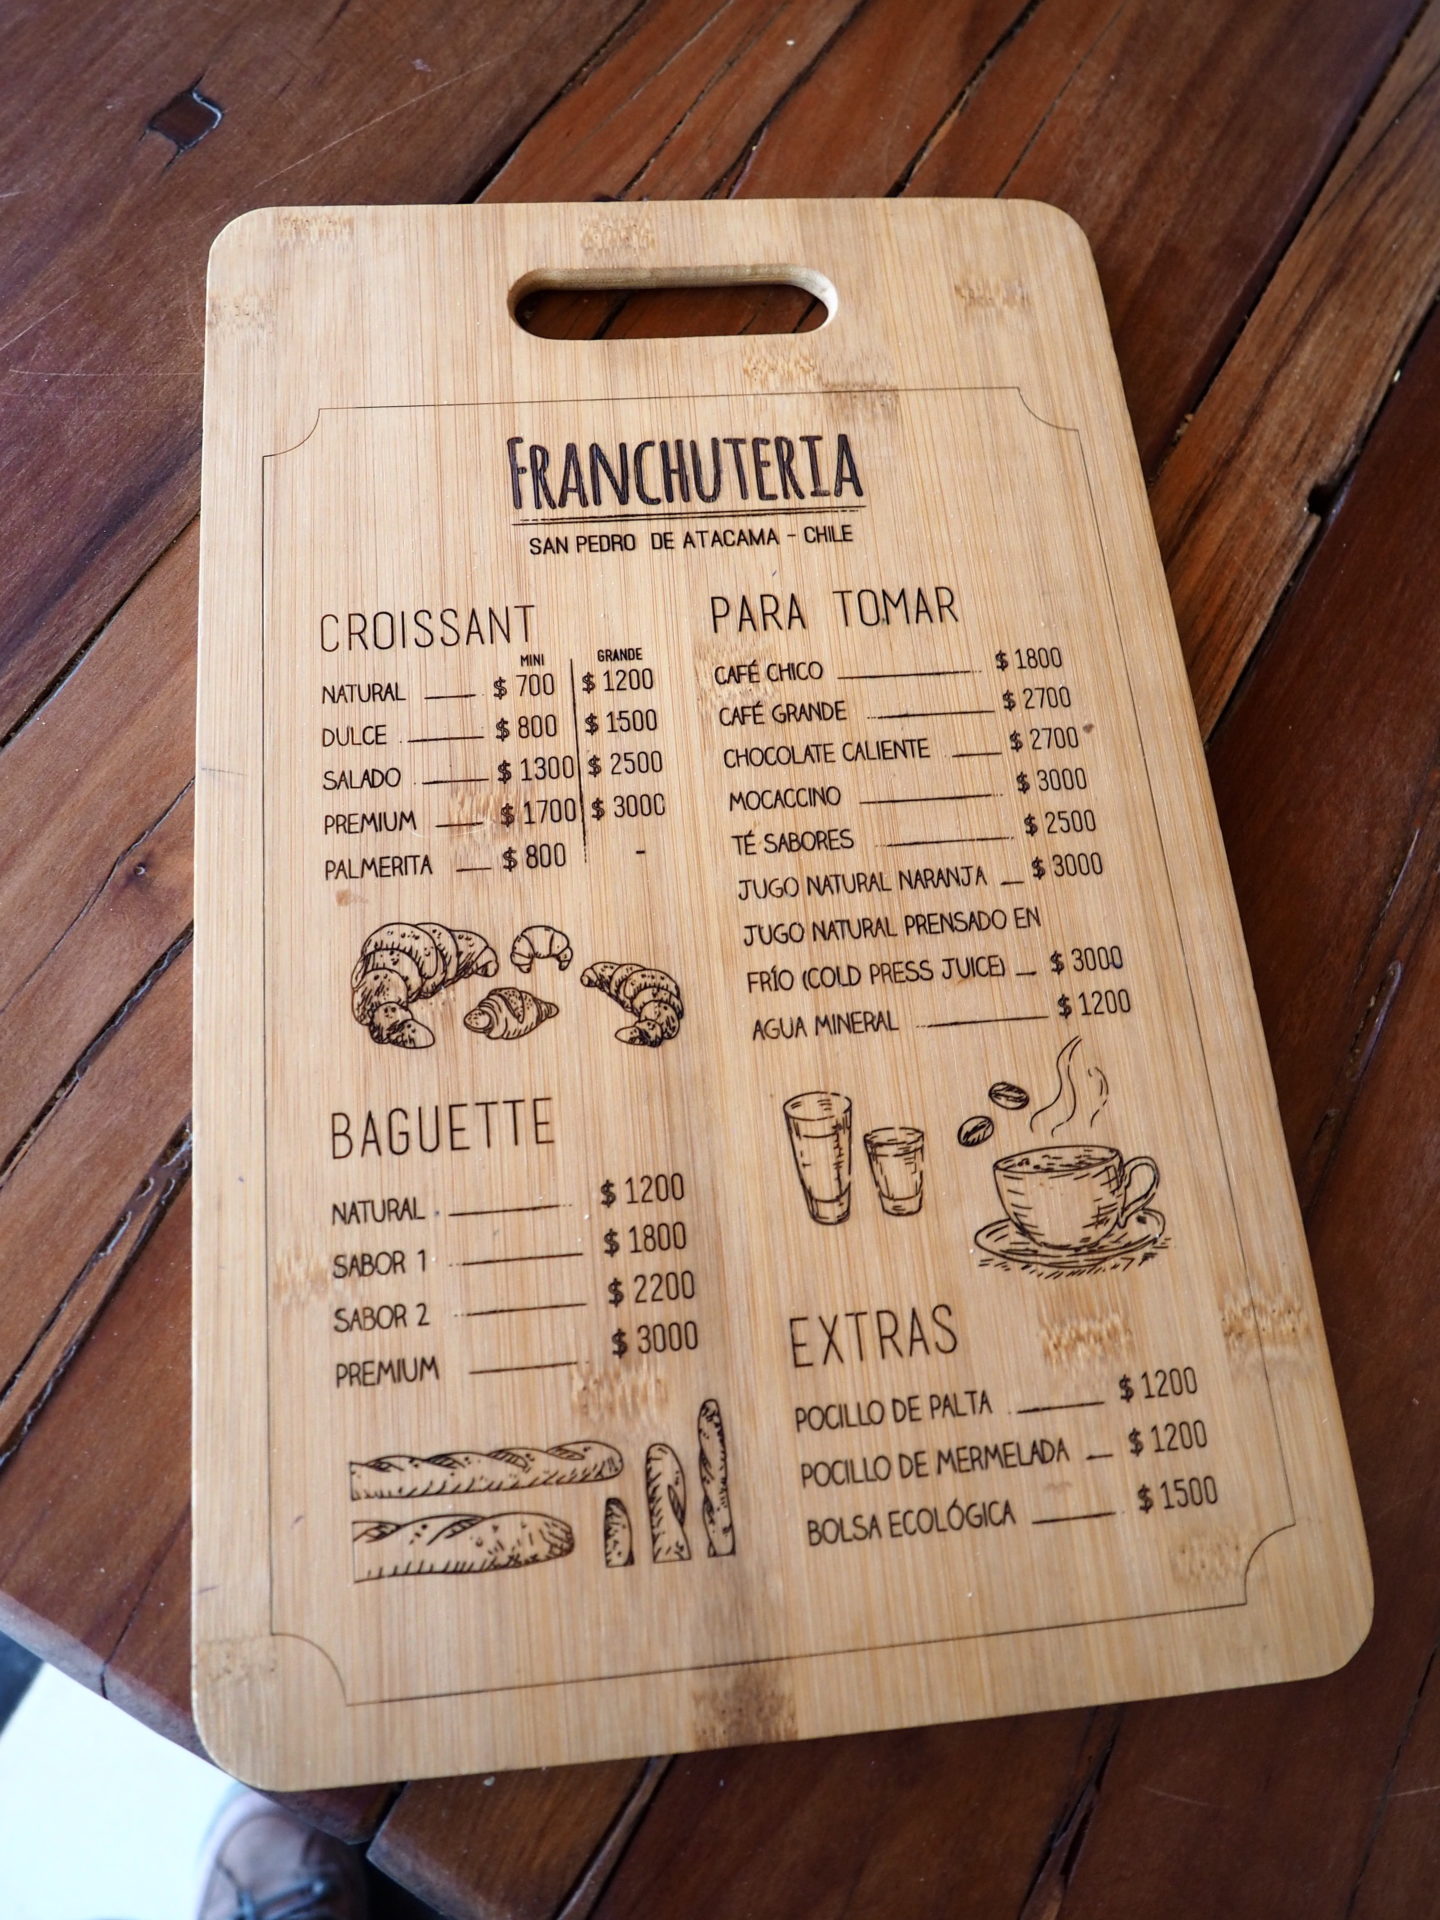 FRANCHUTERIA
SAN PEDRO DE ATACAMA - CHILE
CROISSANT
MINI GRANDE
NATURAL $ 700 $ 1200
DULCE $ 800 $ 1500
SALADO $ 1300 $ 2500
PREMIUM $ 1700 $ 3000
PALMERITA $ 800 -
BAGUETTE
NATURAL $ 1200
SABOR 1 $ 1800
SABOR 2 $ 2200
PREMIUM $ 3000
PARA TOMAR
CAFÉ CHICO $ 1800
CAFÉ GRANDE $ 2700
CHOCOLATE CALIENTE $ 2700
MOCACCINO $ 3000
TÉ SABORES $ 2500
JUGO NATURAL NARANJA $ 3000
JUGO NATURAL PRENSADO EN
FRÍO (COLD PRESS JUICE) $ 3000
AGUA MINERAL $ 1200
EXTRAS
POCILLO DE PALTA $ 1200
POCILLO DE MERMELADA $ 1200
BOLSA ECOLÓGICA $ 1500